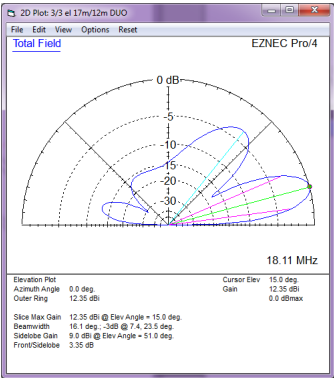 2D Plot: 3/3 el 17m/12m DUO
File Edit View Options Reset
Total Field EZNEC Pro/4
0 dB
-5
-10
-15
-20
-30
18.11 MHz
Elevation Plot Cursor Elev 15.0 deg.
Azimuth Angle 0.0 deg. Gain 12.35 dBi
Outer Ring 12.35 dBi 0.0 dBmax
Slice Max Gain 12.35 dBi @ Elev Angle = 15.0 deg.
Beamwidth 16.1 deg.; -3dB @ 7.4, 23.5 deg.
Sidelobe Gain 9.0 dBi @ Elev Angle = 51.0 deg.
Front/Sidelobe 3.35 dB